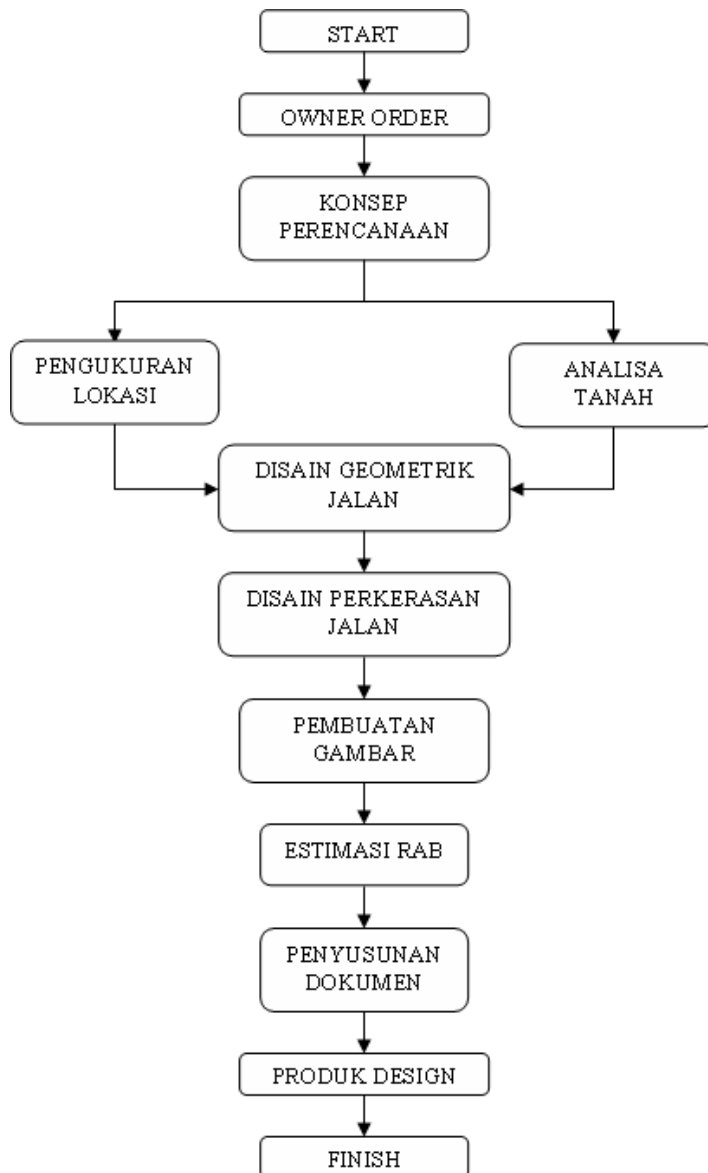 START
OWNER ORDER
KONSEP
PERENCANAAN
PENGUKURAN
LOKASI
ANALISA
TANAH
DISAIN GEOMETRIK
JALAN
DISAIN PERKERASAN
JALAN
PEMBUATAN
GAMBAR
ESTIMASI RAB
PENYUSUNAN
DOKUMEN
PRODUK DESIGN
FINISH